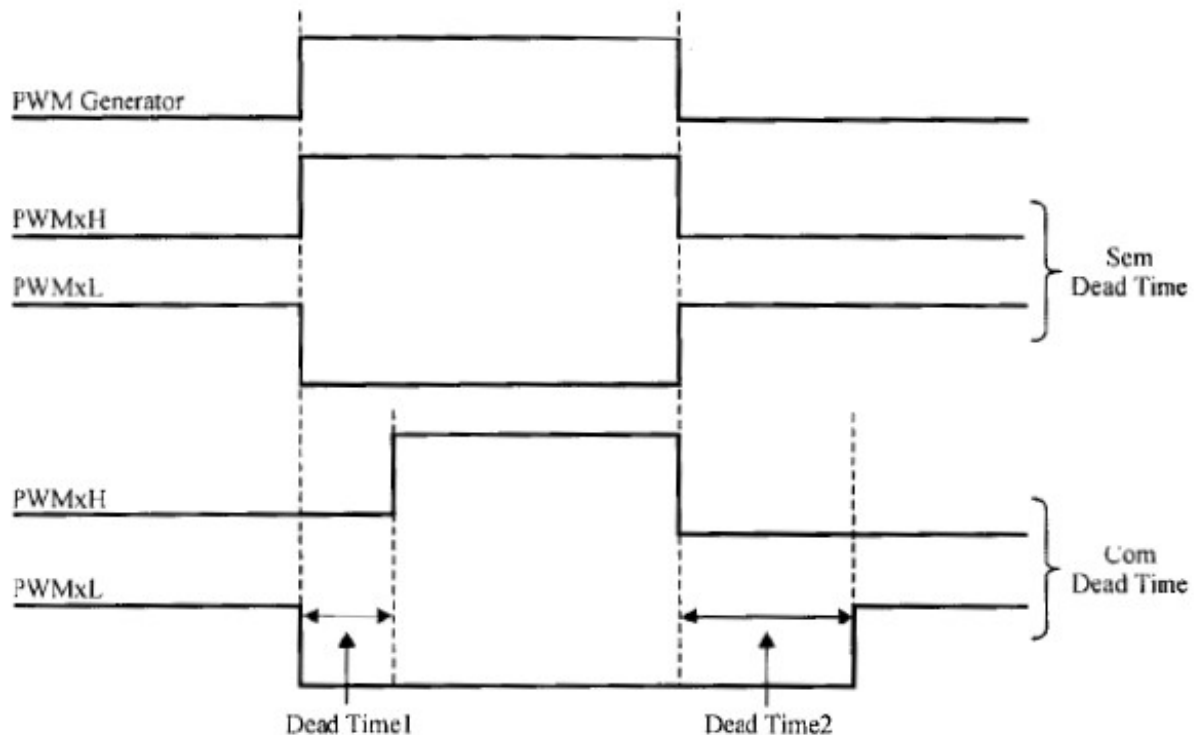 PWM Generator
PWMxH
PWMxL
Sem
Dead Time
PWMxH
PWMxL
Com
Dead Time
Dead Time1
Dead Time2